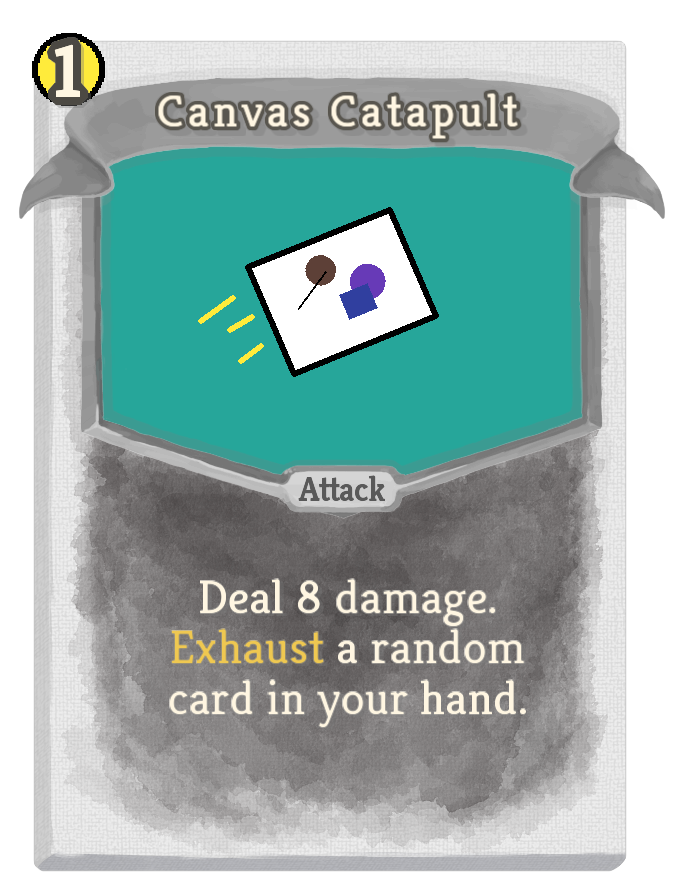 1
Canvas Catapult
Attack
Deal 8 damage.
Exhaust a random
card in your hand.